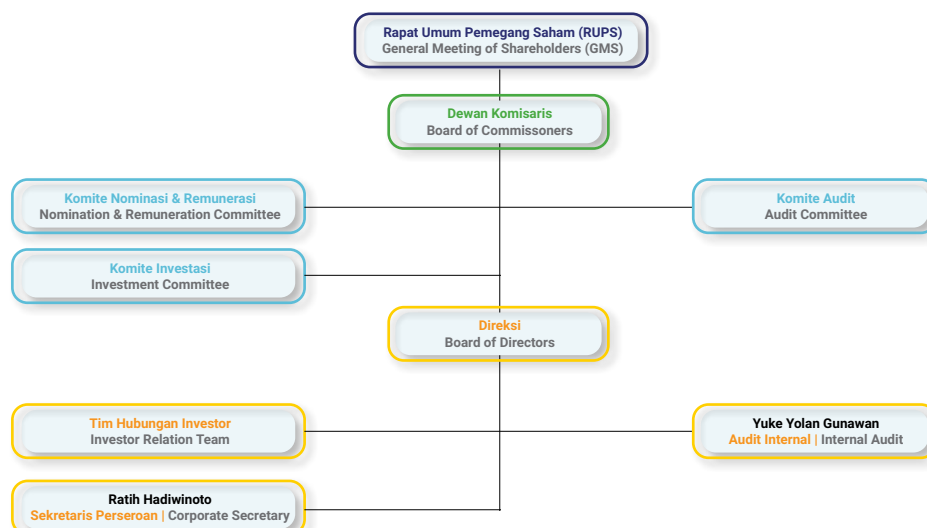 Rapat Umum Pemegang Saham (RUPS)
General Meeting of Shareholders (GMS)
Dewan Komisaris
Board of Commissoners
Komite Nominasi & Remunerasi
Nomination & Remuneration Committee
Komite Audit
Audit Committee
Komite Investasi
Investment Committee
Direksi
Board of Directors
Tim Hubungan Investor
Investor Relation Team
Yuke Yolan Gunawan
Audit Internal | Internal Audit
Ratih Hadiwinoto
Sekretaris Perseroan | Corporate Secretary